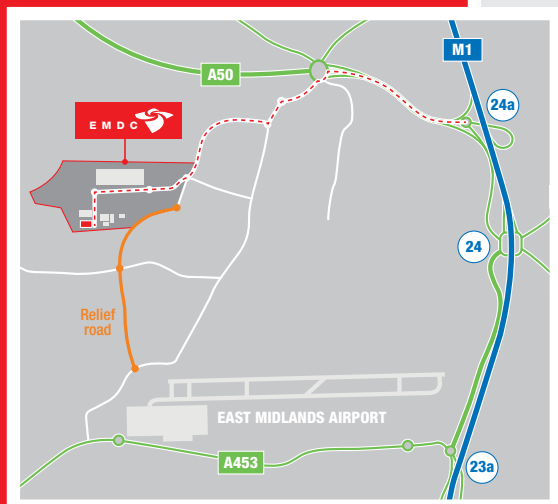 M1
A50
24a
EMDC
24
Relief
road
EAST MIDLANDS AIRPORT
A453
23a